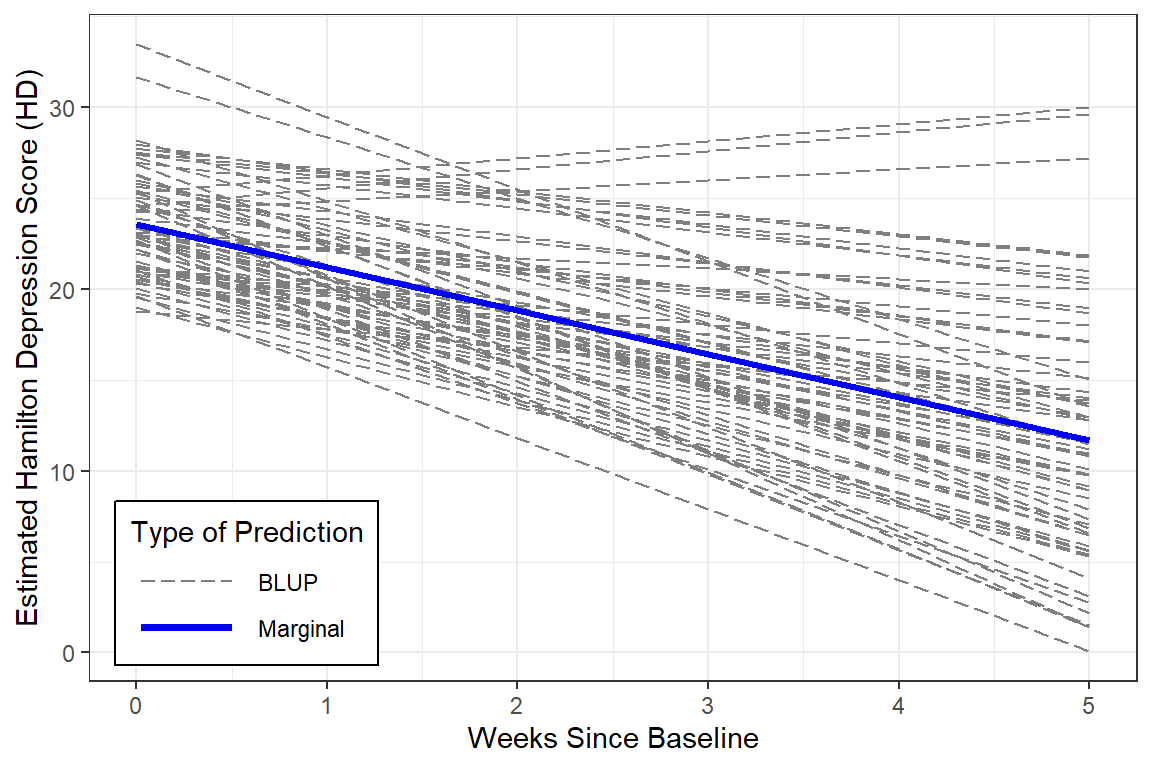 Estimated Hamilton Depression Score (HD)
30
20
10
0
Type of Prediction
BLUP
Marginal
0 1 2 3 4 5
Weeks Since Baseline